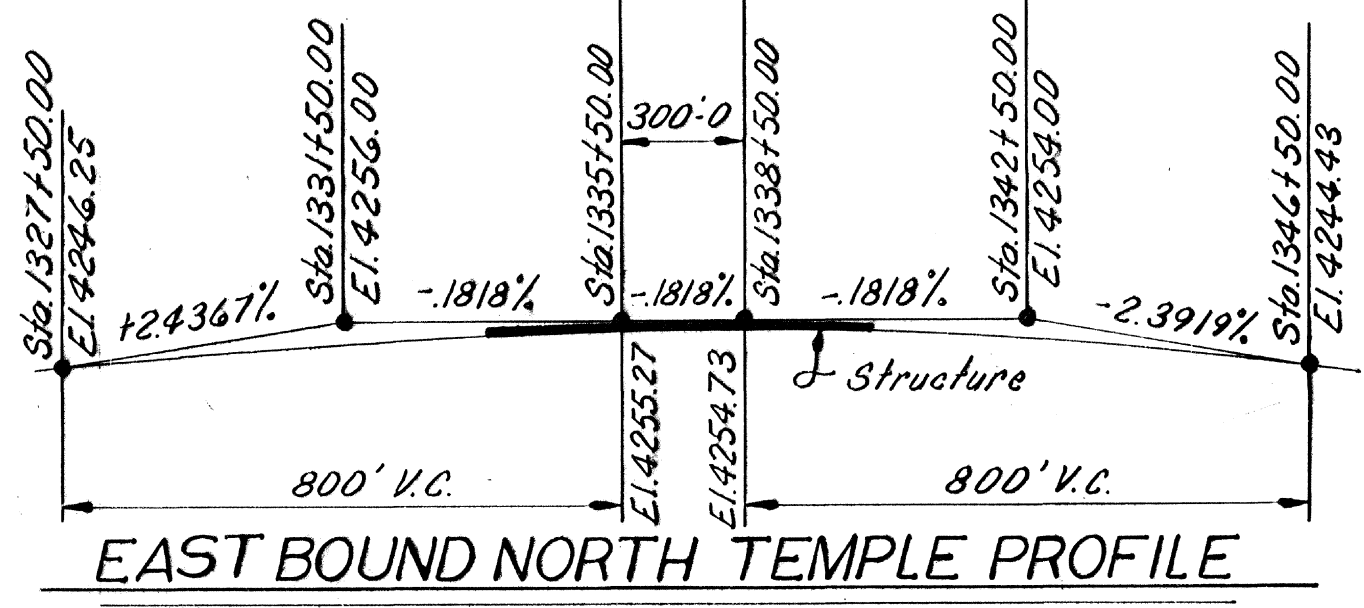 Sta. 1327+50.00
El. 4246.25
+2.4367%
Sta. 1331+50.00
El. 4256.00
-.1818%
Sta. 1335+50.00
300'-0
-.1818%
Sta. 1338+50.00
-.1818%
Sta. 1342+50.00
El. 4254.00
-2.3919%
Sta. 1346+50.00
El. 4244.43
Structure
El. 4255.27
El. 4254.73
800' V.C.
800' V.C.
EAST BOUND NORTH TEMPLE PROFILE